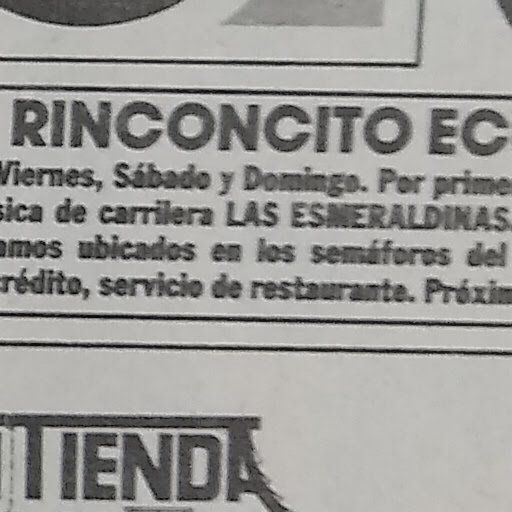 RINCONCITO EC
Viernes, Sábado y Domingo. Por prime
sica de carrilera LAS ESMERALDINAS.
amos ubicados en los semáforos del
crédito, servicio de restaurante. Próxim
TIENDA